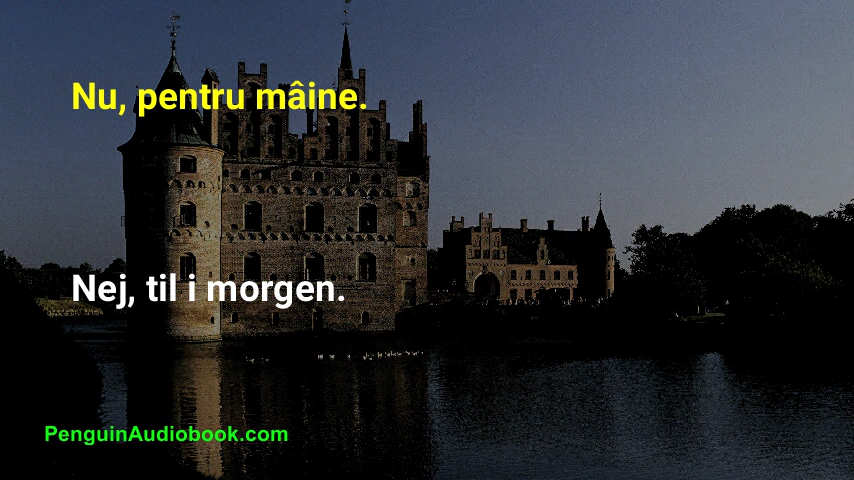 Nu, pentru mâine.
Nej, til i morgen.
PenguinAudiobook.com